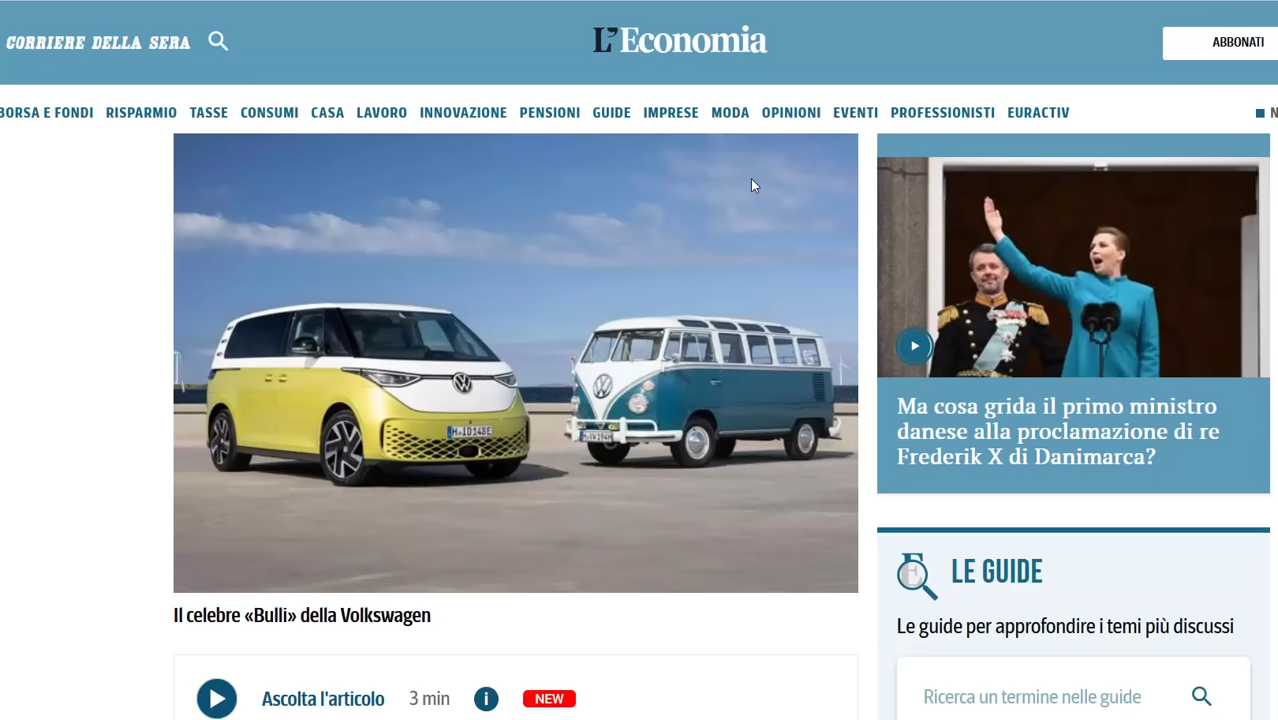 CORRIERE DELLA SERA
L'Economia
ABBONATI
BORSA E FONDI RISPARMIO TASSE CONSUMI CASA LAVORO INNOVAZIONE PENSIONI GUIDE IMPRESE MODA OPINIONI EVENTI PROFESSIONISTI EURACTIV
H ID148E
Ma cosa grida il primo ministro
danese alla proclamazione di re
Frederik X di Danimarca?
Il celebre «Bulli» della Volkswagen
Ascolta l'articolo 3 min i NEW
LE GUIDE
Le guide per approfondire i temi più discussi
Ricerca un termine nelle guide